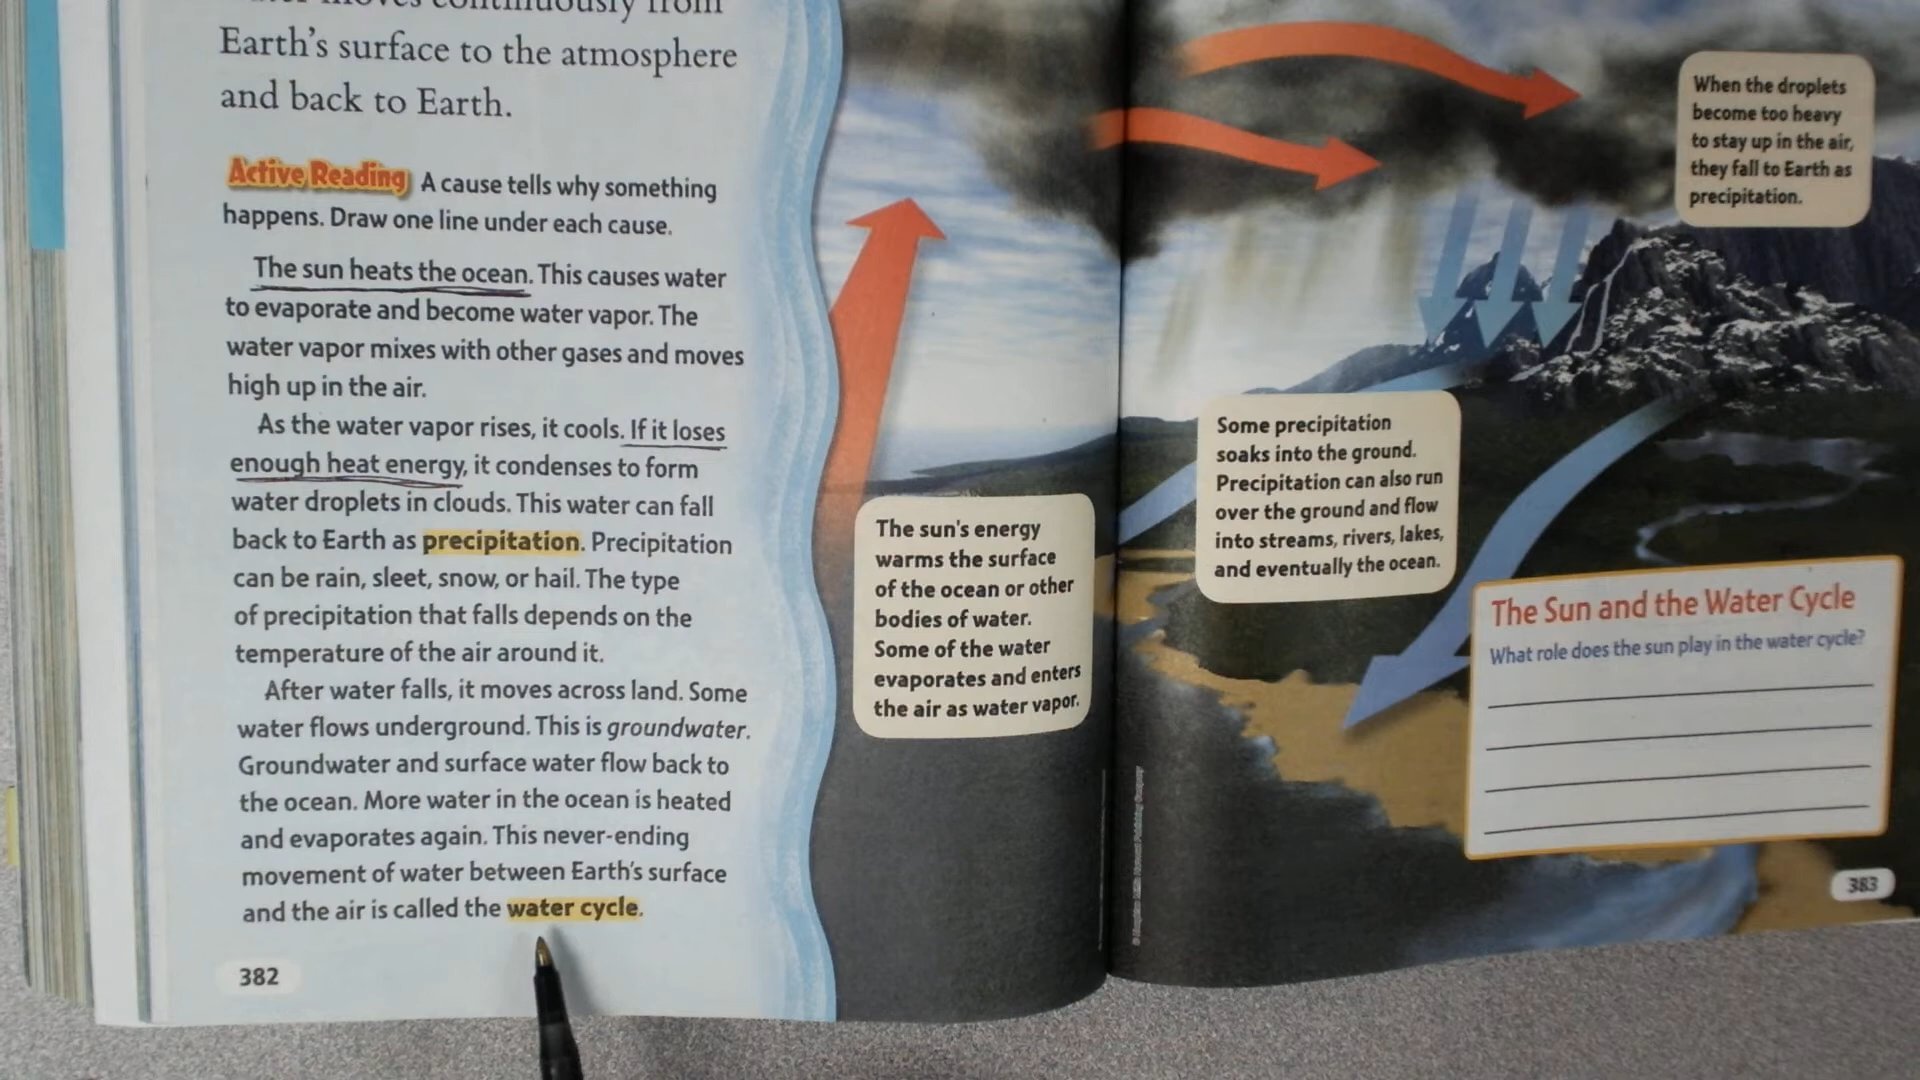 moves continuously from
Earth's surface to the atmosphere
and back to Earth.
Active Reading A cause tells why something
happens. Draw one line under each cause.
The sun heats the ocean. This causes water
to evaporate and become water vapor. The
water vapor mixes with other gases and moves
high up in the air.
As the water vapor rises, it cools. If it loses
enough heat energy, it condenses to form
water droplets in clouds. This water can fall
back to Earth as precipitation. Precipitation
can be rain, sleet, snow, or hail. The type
of precipitation that falls depends on the
temperature of the air around it.
After water falls, it moves across land. Some
water flows underground. This is groundwater.
Groundwater and surface water flow back to
the ocean. More water in the ocean is heated
and evaporates again. This never-ending
movement of water between Earth's surface
and the air is called the water cycle.
382
The sun's energy
warms the surface
of the ocean or other
bodies of water.
Some of the water
evaporates and enters
the air as water vapor.
When the droplets
become too heavy
to stay up in the air,
they fall to Earth as
precipitation.
Some precipitation
soaks into the ground.
Precipitation can also run
over the ground and flow
into streams, rivers, lakes,
and eventually the ocean.
The Sun and the Water Cycle
What role does the sun play in the water cycle?
383